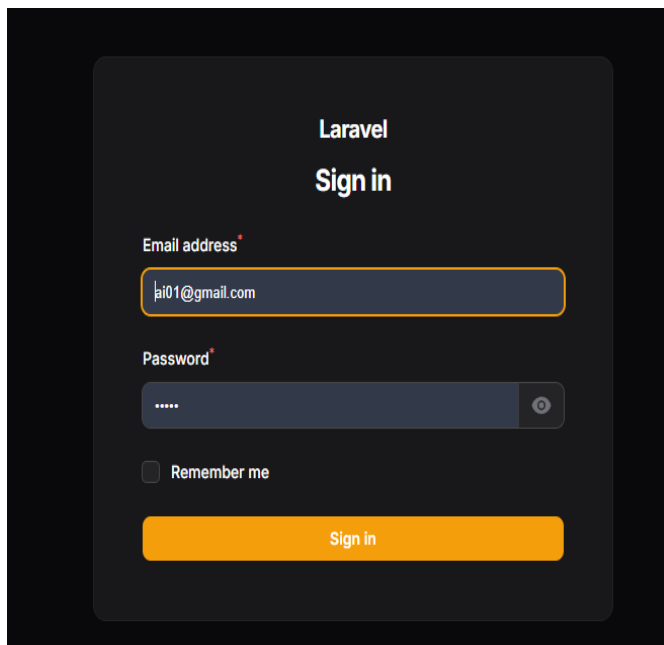 Laravel
Sign in
Email address*
ai01@gmail.com
Password*
•••••
Remember me
Sign in